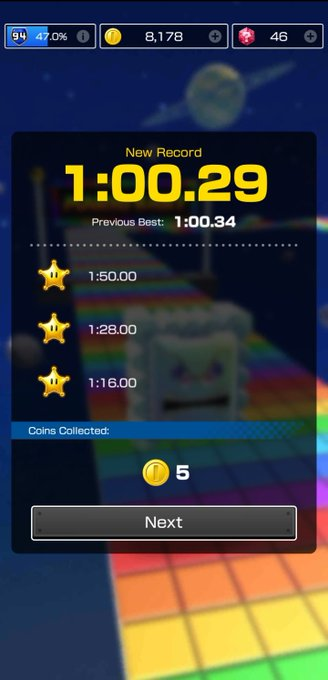 94 47.0% i 8,178 + 46 +
New Record
1:00.29
Previous Best: 1:00.34
1:50.00
1:28.00
1:16.00
Coins Collected:
5
Next